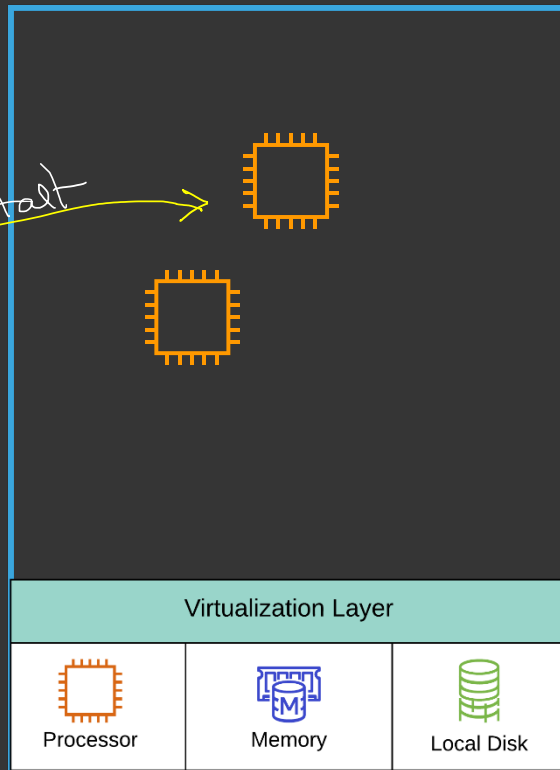 Virtualization Layer
M
Processor
Memory
Local Disk